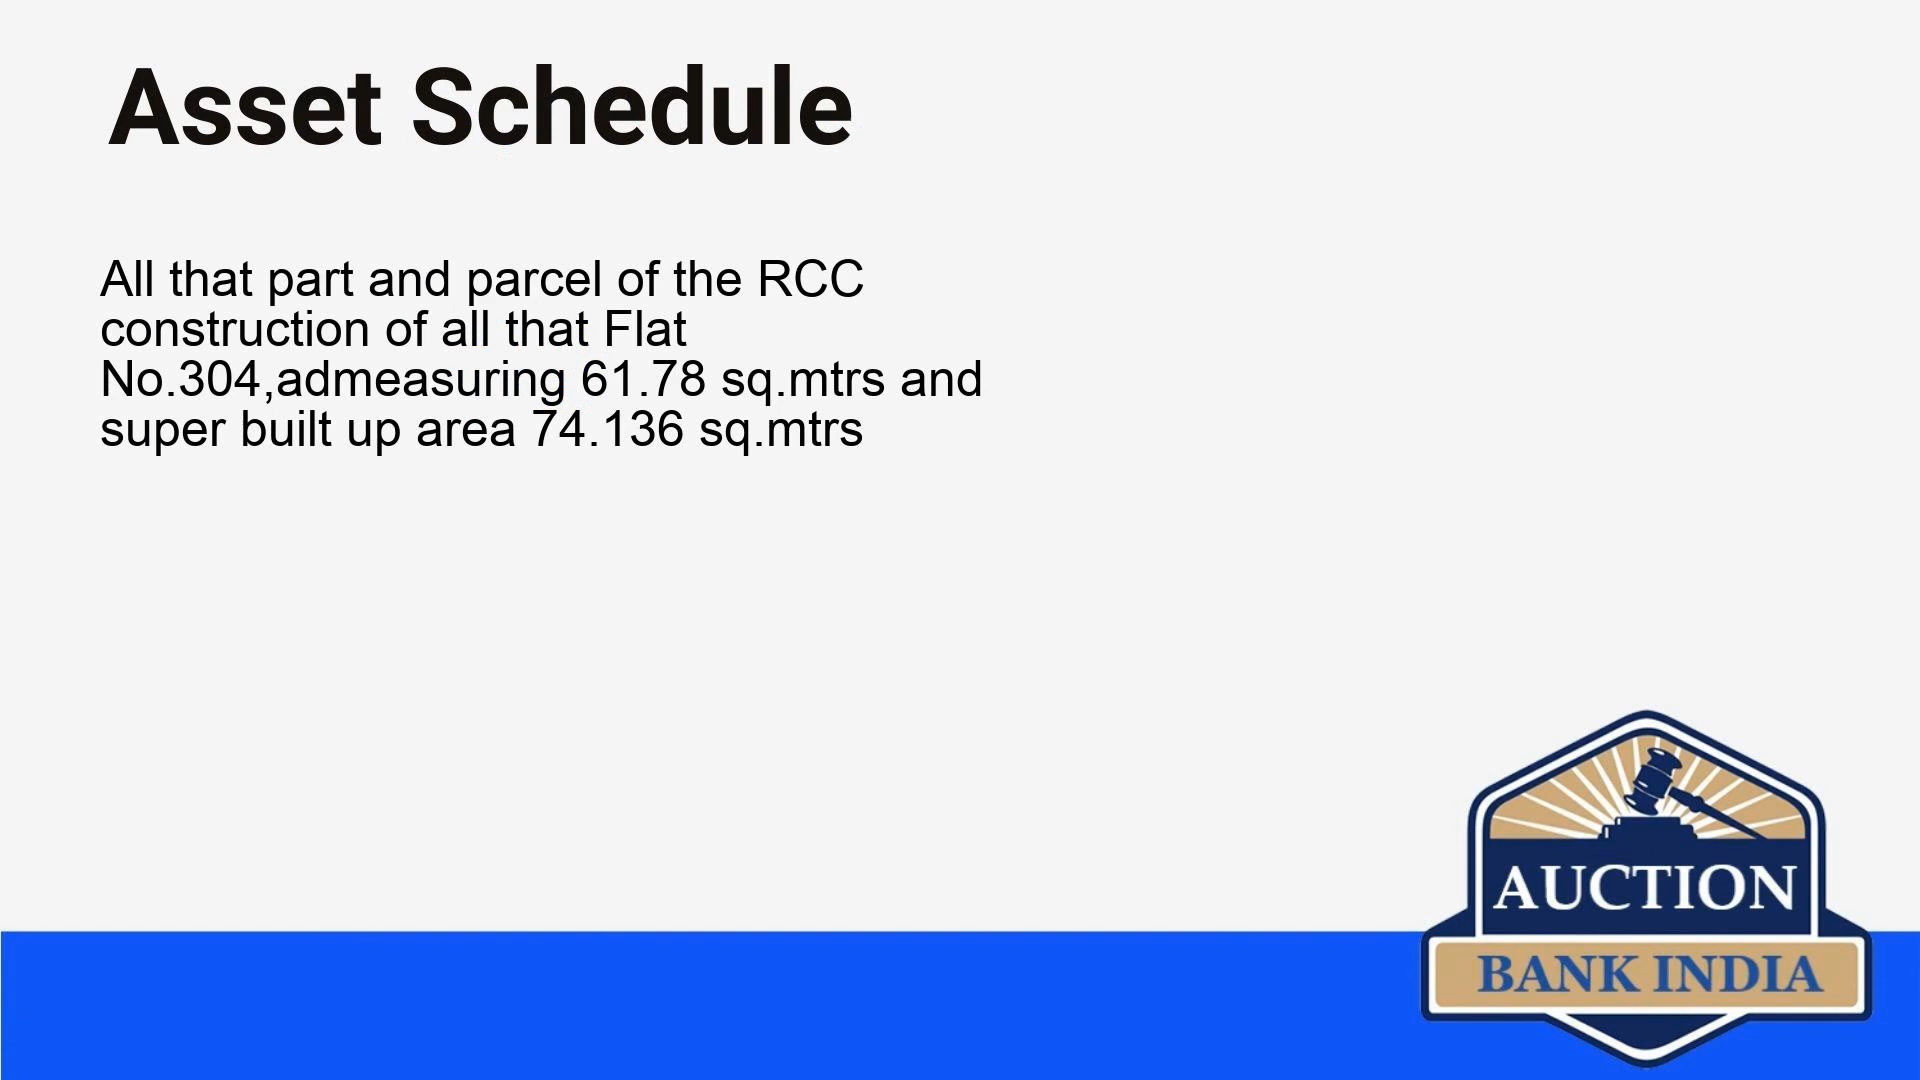 Asset Schedule
All that part and parcel of the RCC
construction of all that Flat
No.304,admeasuring 61.78 sq.mtrs and
super built up area 74.136 sq.mtrs
AUCTION
BANK INDIA